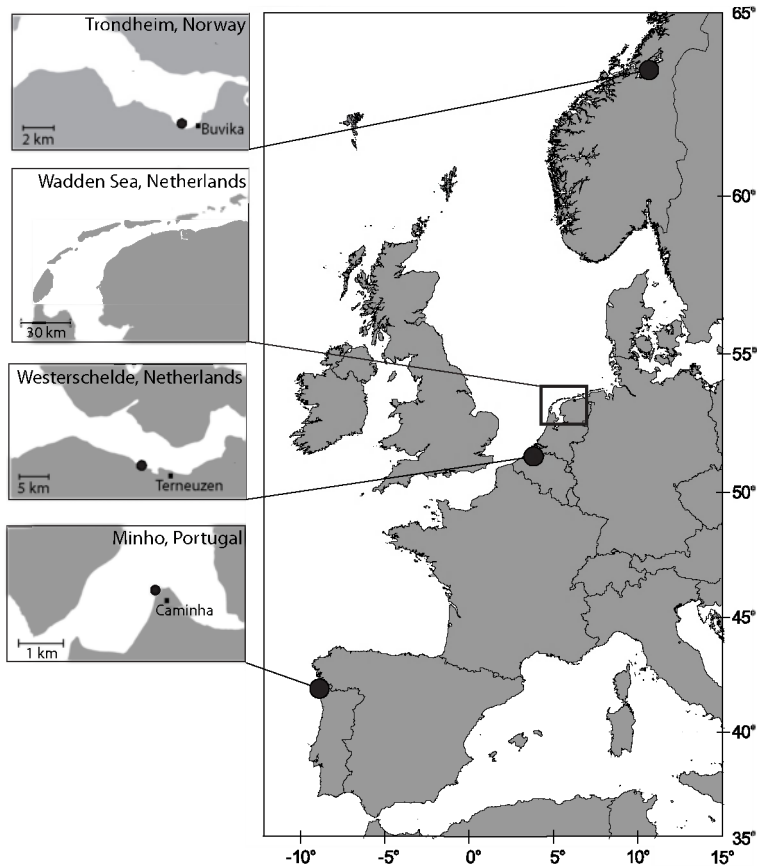 Trondheim, Norway
Buvika
2 km
Wadden Sea, Netherlands
30 km
Westerschelde, Netherlands
5 km
Terneuzen
Minho, Portugal
Caminha
1 km
65°
60°
55°
50°
45°
40°
35°
-10° -5° 0° 5° 10° 15°